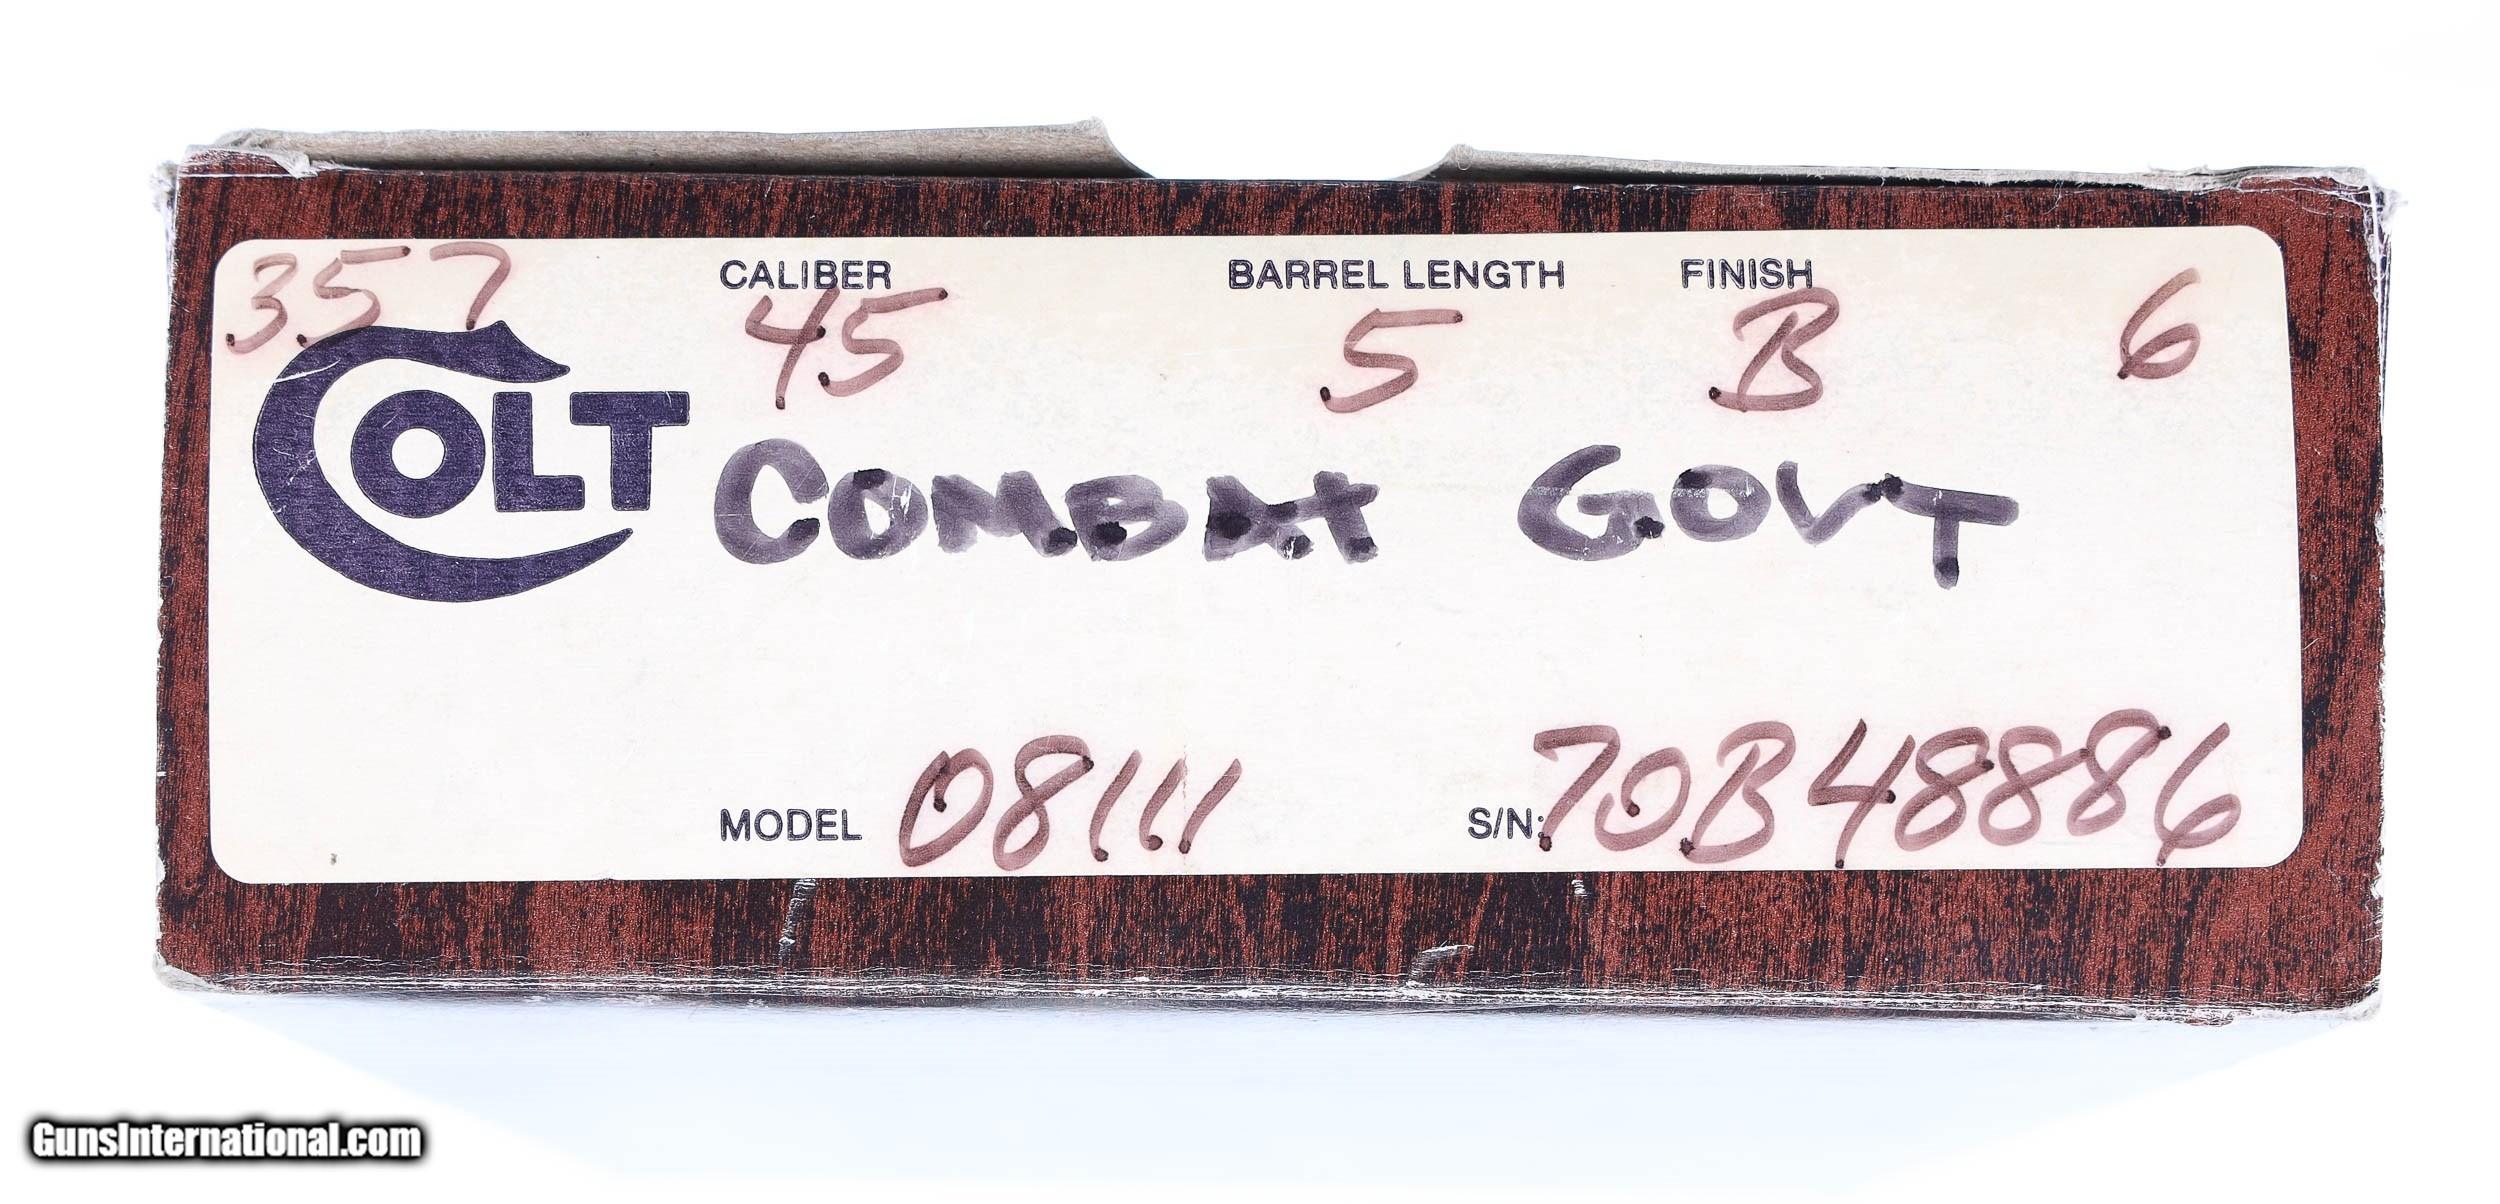 357
CALIBER BARREL LENGTH FINISH
45 5 B 6
COLT
COMBAT GOVT
MODEL 08111 S/N: 70B48886
GunsInternational.com